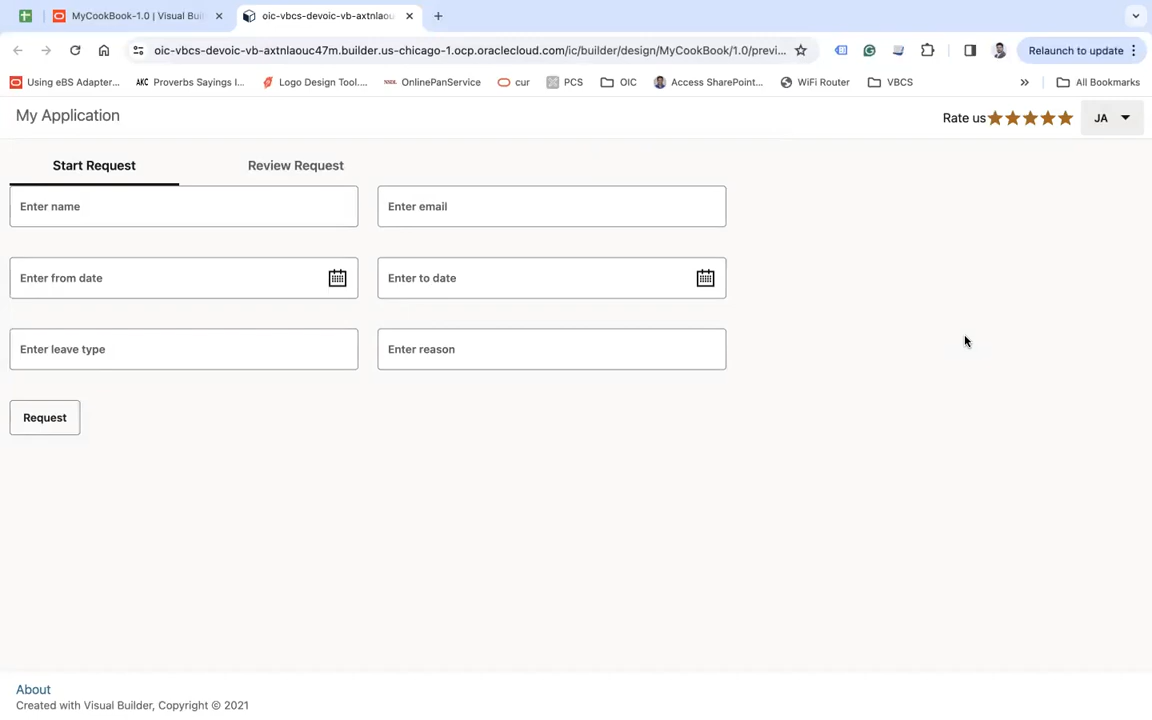 MyCookBook-1.0 | Visual Buil
oic-vbcs-devoic-vb-axtnlaou
oic-vbcs-devoic-vb-axtnlaouc47m.builder.us-chicago-1.ocp.oraclecloud.com/ic/builder/design/MyCookBook/1.0/previ...
Relaunch to update
Using eBS Adapter...
AKC Proverbs Sayings I...
Logo Design Tool....
NSDL OnlinePanService
cur
PCS
OIC
Access SharePoint...
WiFi Router
VBCS
»
All Bookmarks
My Application
Rate us
JA
Start Request
Review Request
Enter name
Enter email
Enter from date
Enter to date
Enter leave type
Enter reason
Request
About
Created with Visual Builder, Copyright © 2021